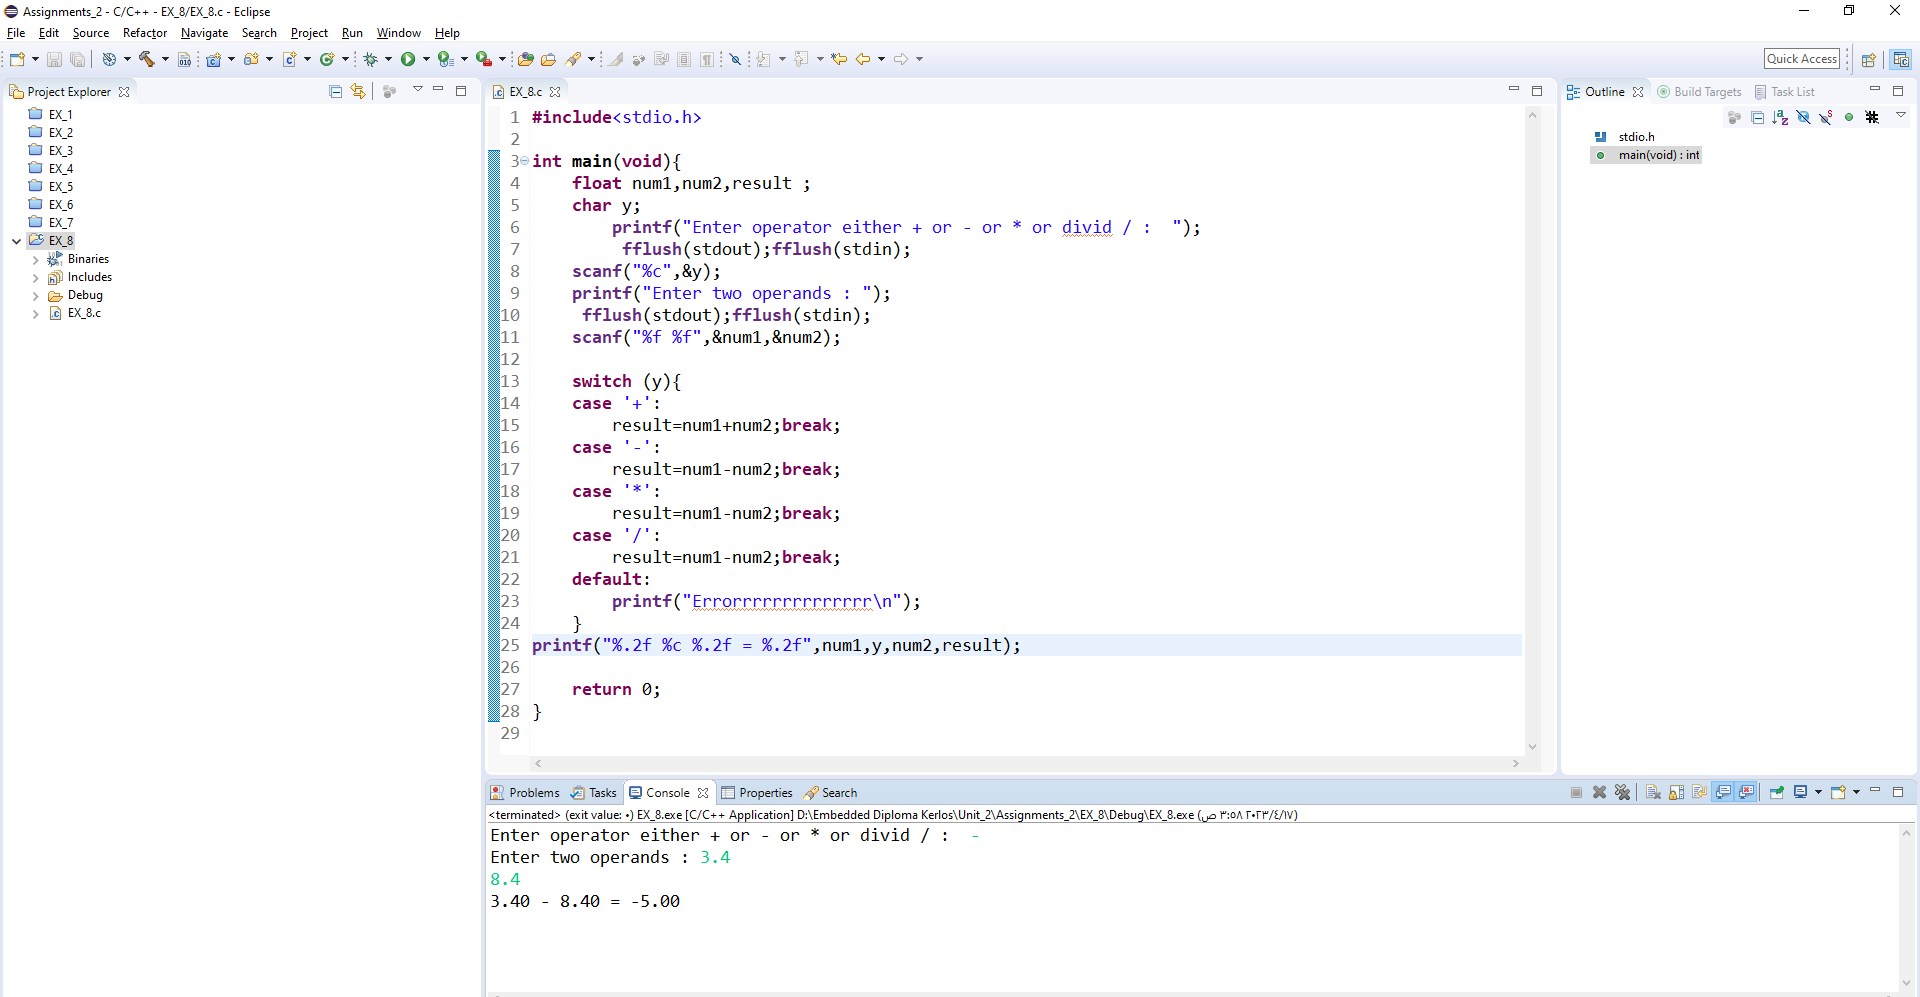 Assignments_2 - C/C++ - EX_8/EX_8.c - Eclipse
File Edit Source Refactor Navigate Search Project Run Window Help
Quick Access
Project Explorer
EX_1
EX_2
EX_3
EX_4
EX_5
EX_6
EX_7
EX_8
Binaries
Includes
Debug
EX_8.c
EX_8.c
1 #include<stdio.h>
2
3 int main(void){
4     float num1,num2,result ;
5     char y;
6         printf("Enter operator either + or - or * or divid / :  ");
7          fflush(stdout);fflush(stdin);
8     scanf("%c",&y);
9     printf("Enter two operands : ");
10      fflush(stdout);fflush(stdin);
11     scanf("%f %f",&num1,&num2);
12
13     switch (y){
14     case '+':
15         result=num1+num2;break;
16     case '-':
17         result=num1-num2;break;
18     case '*':
19         result=num1-num2;break;
20     case '/':
21         result=num1-num2;break;
22     default:
23         printf("Errorrrrrrrrrrrrrr\n");
24     }
25 printf("%.2f %c %.2f = %.2f",num1,y,num2,result);
26
27     return 0;
28 }
29
Outline Build Targets Task List
stdio.h
main(void) : int
Problems Tasks Console Properties Search
<terminated> (exit value: ٠) EX_8.exe [C/C++ Application] D:\Embedded Diploma Kerlos\Unit_2\Assignments_2\EX_8\Debug\EX_8.exe (٢٠٢٣/٤/١٧ ٣:٥٨ ص)
Enter operator either + or - or * or divid / :  -
Enter two operands : 3.4
8.4
3.40 - 8.40 = -5.00